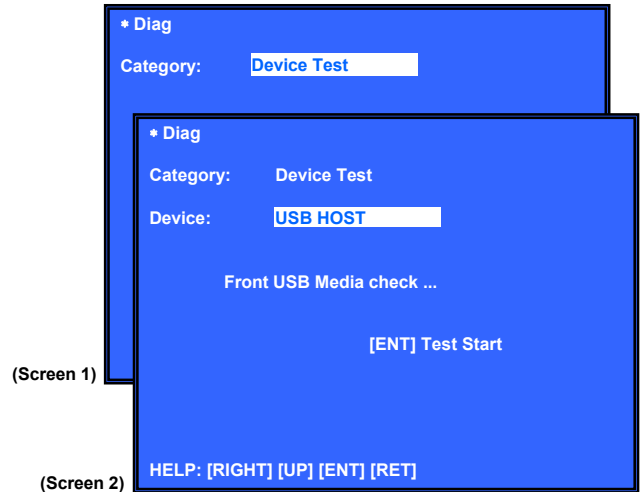 * Diag
Category: Device Test
* Diag
Category: Device Test
Device: USB HOST
Front USB Media check ...
[ENT] Test Start
(Screen 1)
HELP: [RIGHT] [UP] [ENT] [RET]
(Screen 2)